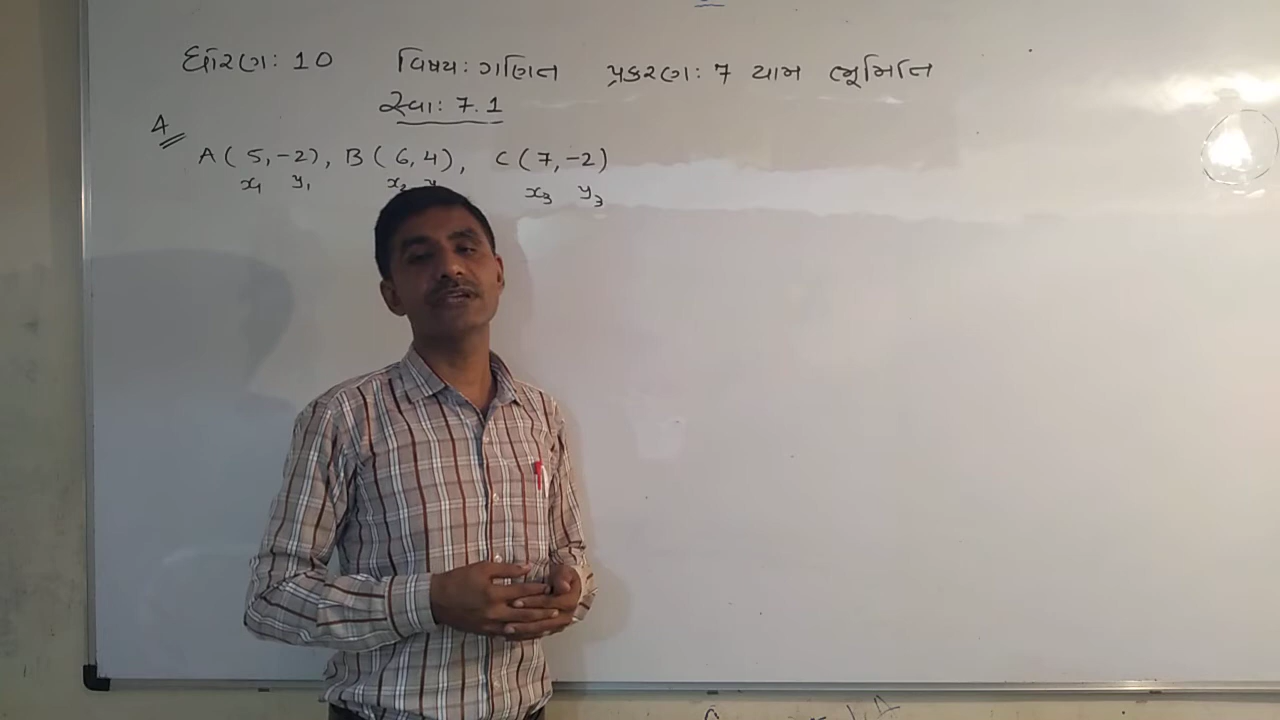 ધોરણ: 10 વિષય: ગણિત પ્રકરણ: 7 યામ ભૂમિતિ
સ્વા: 7.1
4
A ( 5, -2 ), B ( 6, 4 ), C ( 7, -2 )
x₁ y₁ x₂ x₃ y₃